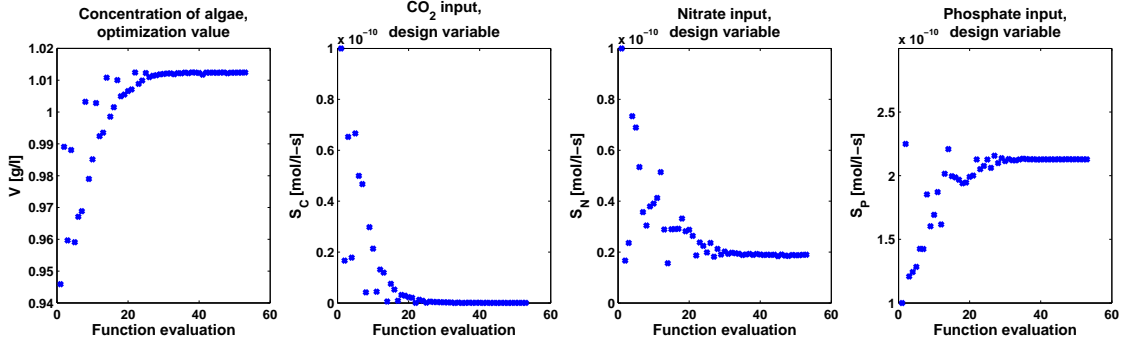 Concentration of algae,
optimization value
V [g/l]
1.02
1.01
1
0.99
0.98
0.97
0.96
0.95
0.94
0 20 40 60
Function evaluation
CO2 input,
design variable
x 10^-10
S_C [mol/l−s]
1
0.8
0.6
0.4
0.2
0
0 20 40 60
Function evaluation
Nitrate input,
design variable
x 10^-10
S_N [mol/l−s]
1
0.8
0.6
0.4
0.2
0
0 20 40 60
Function evaluation
Phosphate input,
design variable
x 10^-10
S_P [mol/l−s]
2.5
2
1.5
1
0 20 40 60
Function evaluation